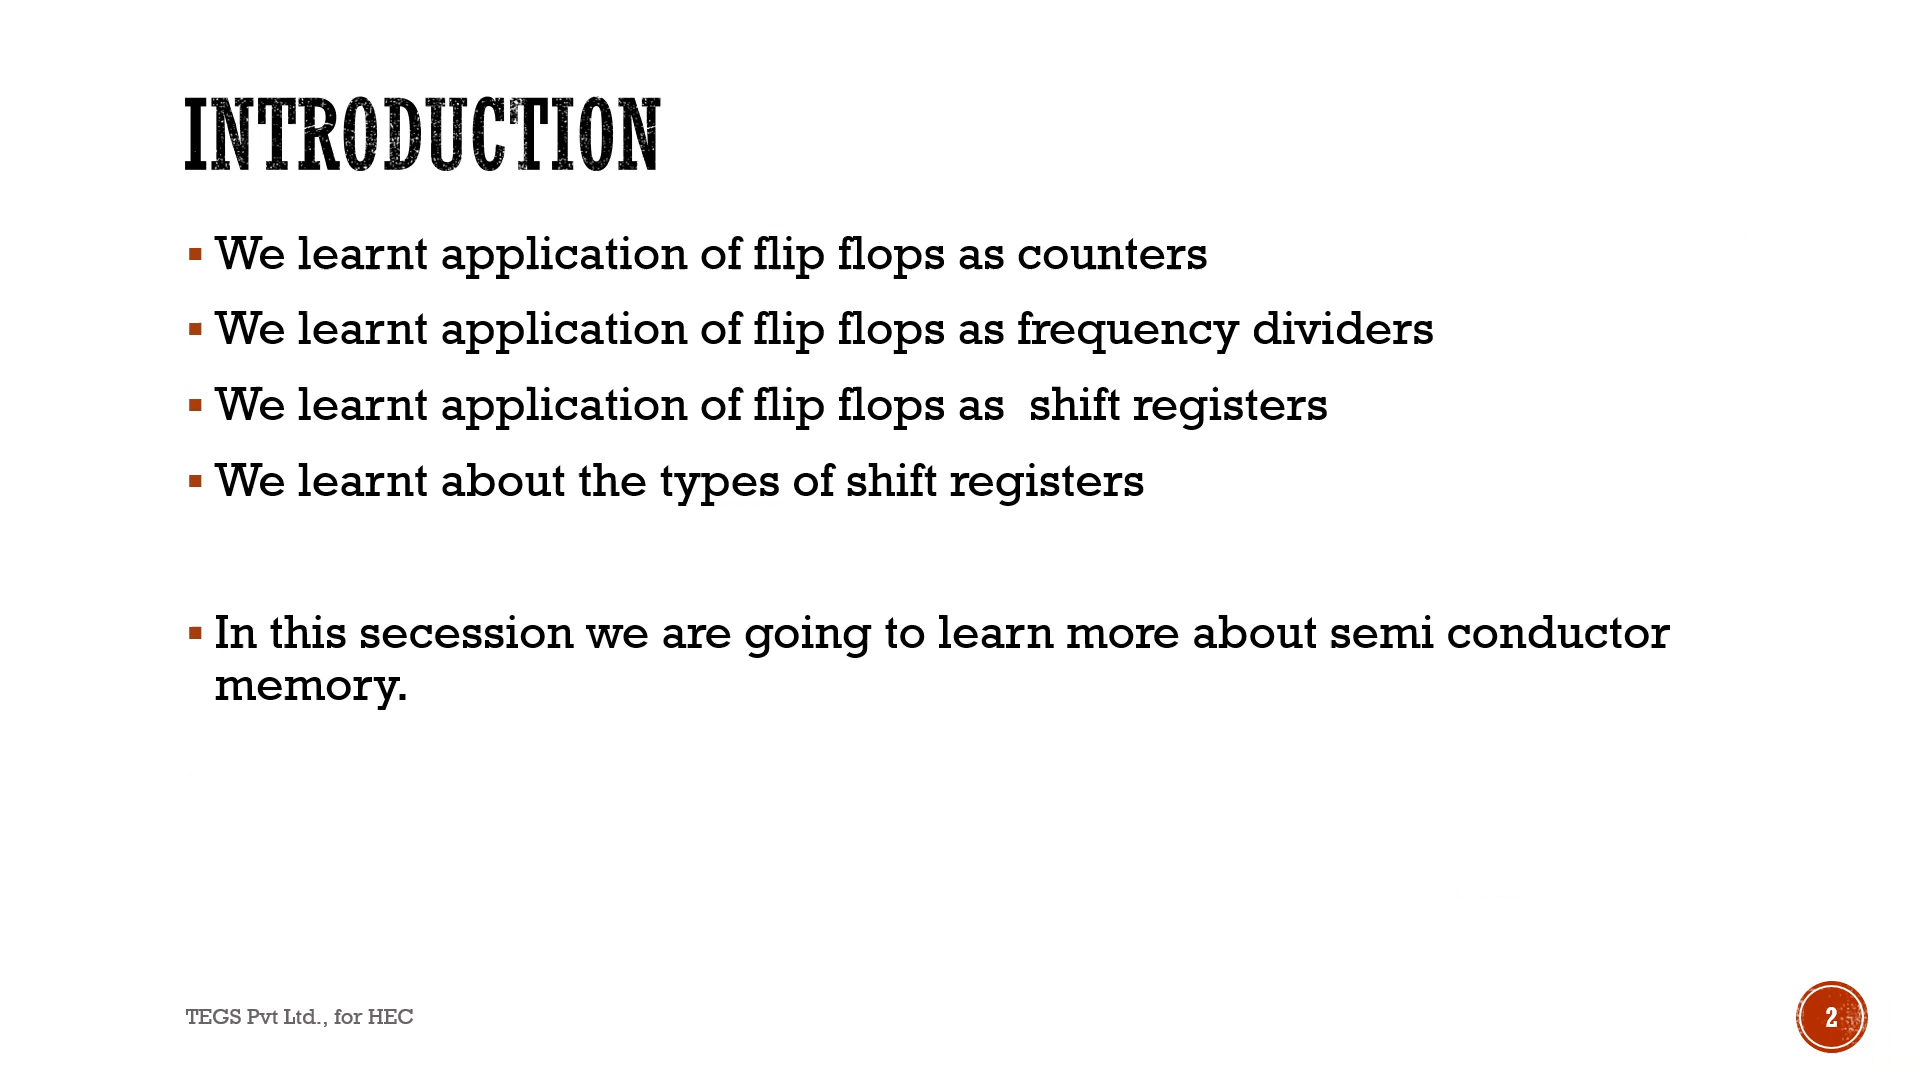 INTRODUCTION
▪ We learnt application of flip flops as counters
▪ We learnt application of flip flops as frequency dividers
▪ We learnt application of flip flops as  shift registers
▪ We learnt about the types of shift registers
▪ In this secession we are going to learn more about semi conductor
memory.
TEGS Pvt Ltd., for HEC
2